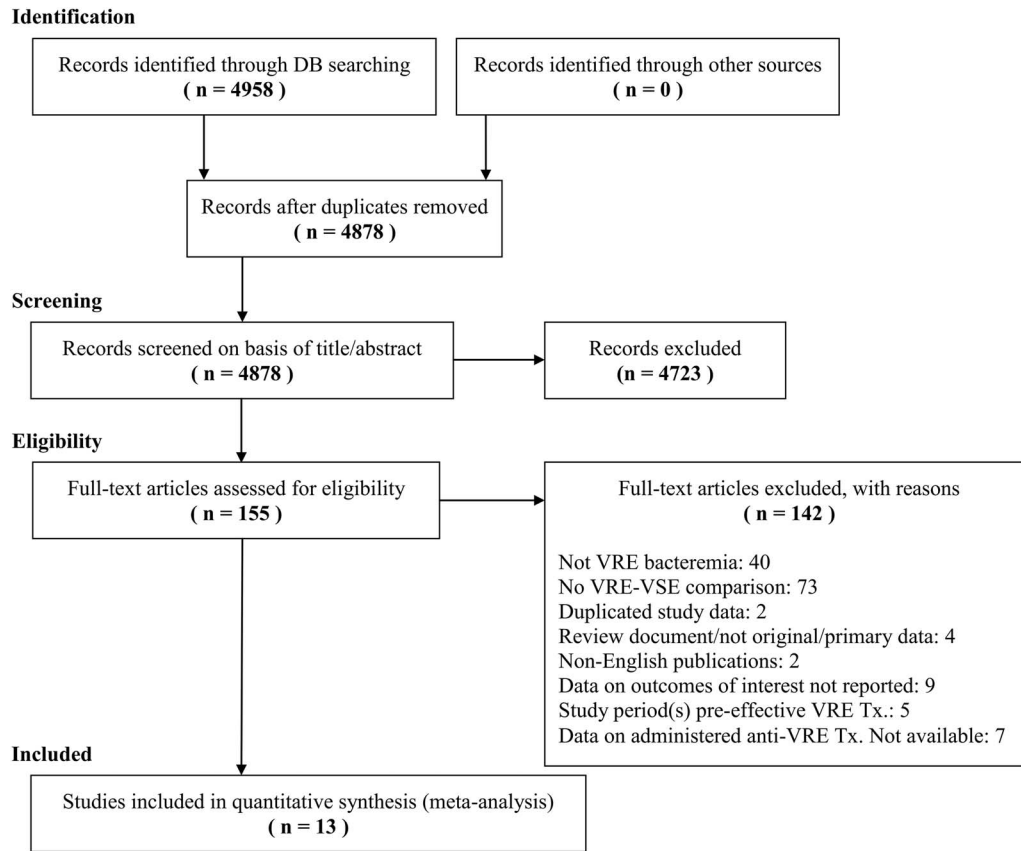 Identification
Records identified through DB searching
( n = 4958 )
Records identified through other sources
( n = 0 )
Records after duplicates removed
( n = 4878 )
Screening
Records screened on basis of title/abstract
( n = 4878 )
Records excluded
(n = 4723 )
Eligibility
Full-text articles assessed for eligibility
( n = 155 )
Full-text articles excluded, with reasons
( n = 142 )
Not VRE bacteremia: 40
No VRE-VSE comparison: 73
Duplicated study data: 2
Review document/not original/primary data: 4
Non-English publications: 2
Data on outcomes of interest not reported: 9
Study period(s) pre-effective VRE Tx.: 5
Data on administered anti-VRE Tx. Not available: 7
Included
Studies included in quantitative synthesis (meta-analysis)
( n = 13 )